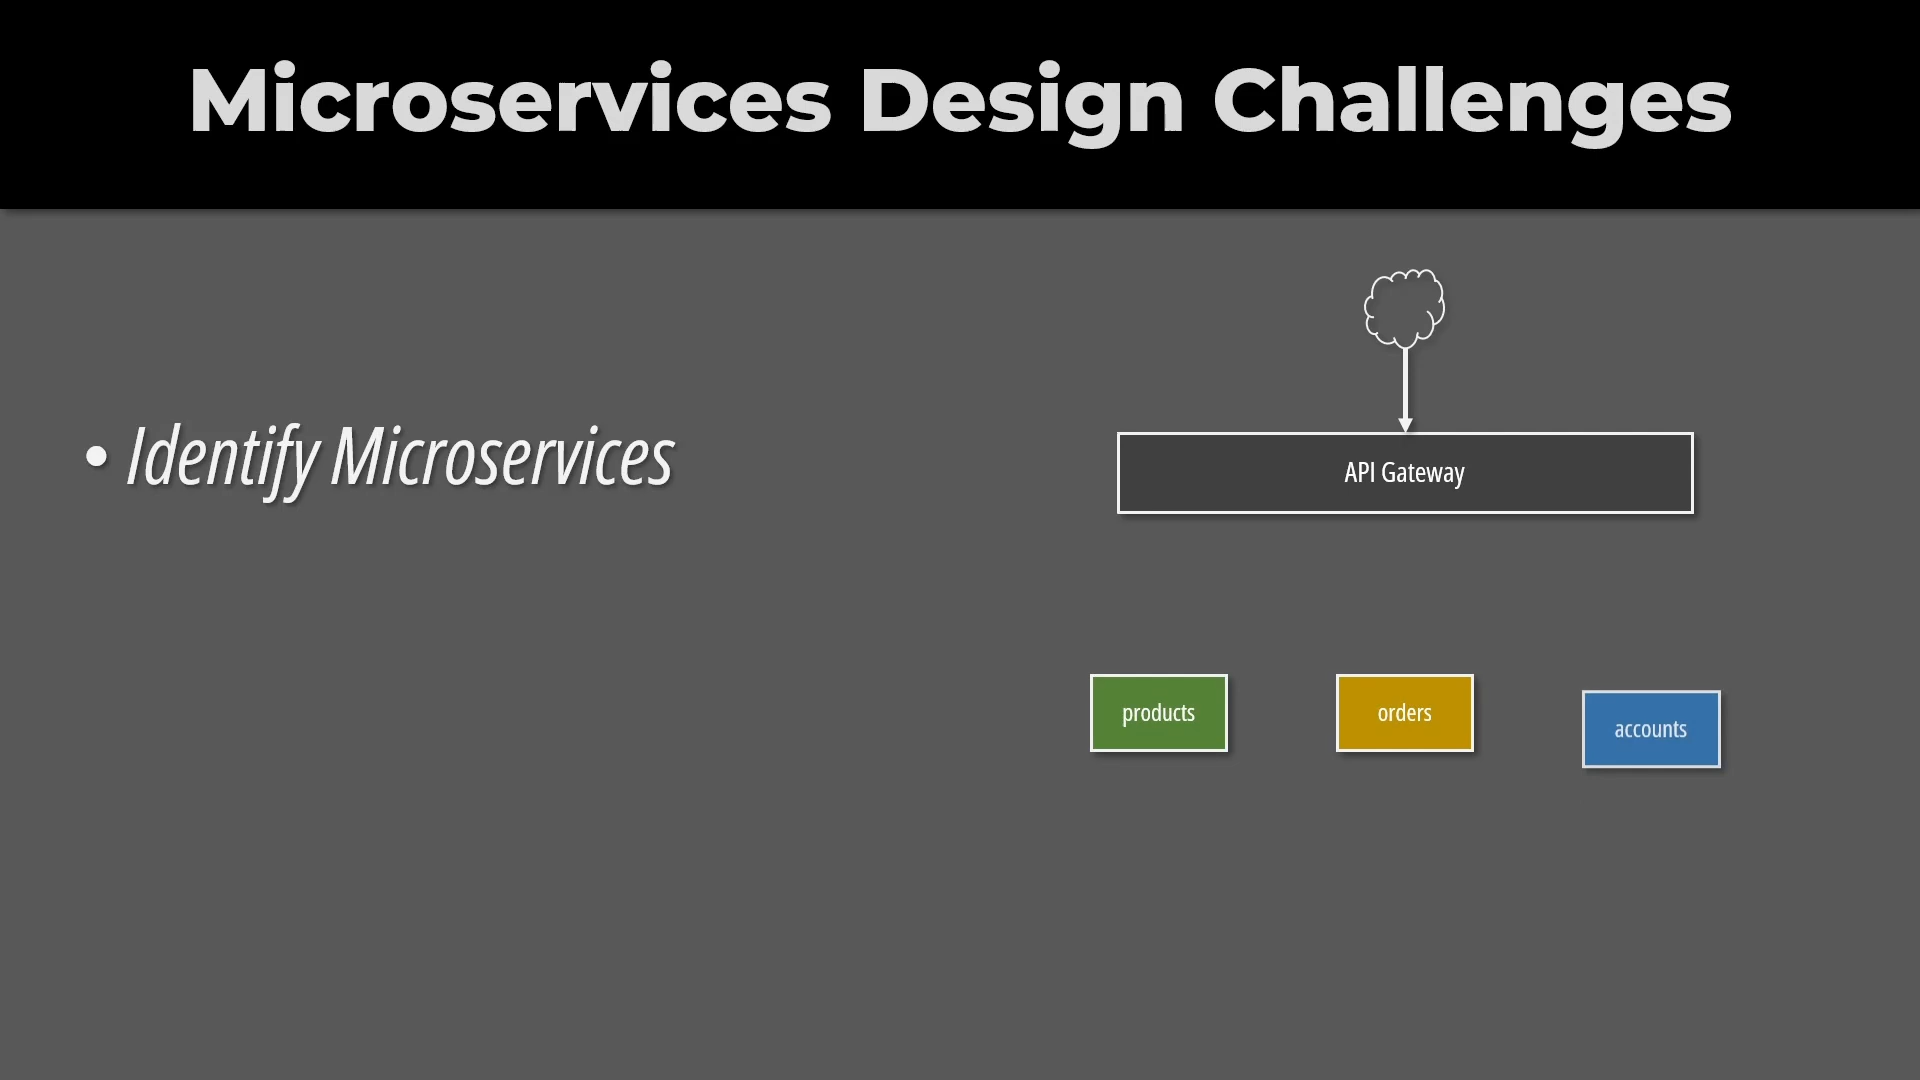 Microservices Design Challenges
• Identify Microservices
API Gateway
products
orders
accounts